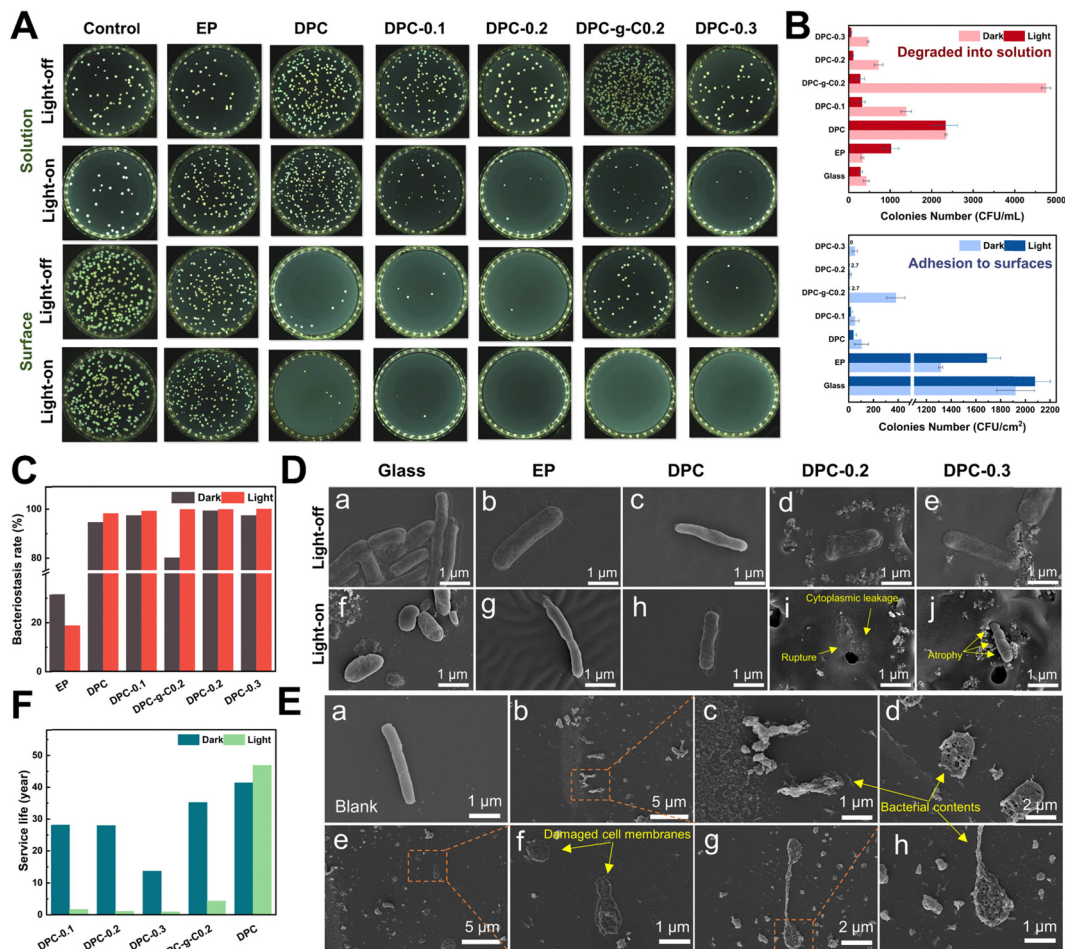 A
Control EP DPC DPC-0.1 DPC-0.2 DPC-g-C0.2 DPC-0.3
Solution
Light-off
Light-on
Surface
Light-off
Light-on
B
DPC-0.3
DPC-0.2
DPC-g-C0.2
DPC-0.1
DPC
EP
Glass
Dark Light
Degraded into solution
0 1000 2000 3000 4000 5000
Colonies Number (CFU/mL)
DPC-0.3
DPC-0.2
DPC-g-C0.2
DPC-0.1
DPC
EP
Glass
0
2.7
2.7
Dark Light
Adhesion to surfaces
0 200 400 1200 1400 1600 1800 2000 2200
Colonies Number (CFU/cm²)
C
Bacteriostasis rate (%)
100
80
20
0
Dark Light
EP DPC DPC-0.1 DPC-g-C0.2 DPC-0.2 DPC-0.3
D
Glass EP DPC DPC-0.2 DPC-0.3
Light-off
a 1 μm
b 1 μm
c 1 μm
d 1 μm
e 1 μm
Light-on
f 1 μm
g 1 μm
h 1 μm
i Cytoplasmic leakage
Rupture
1 μm
j
Atrophy
1 μm
F
Service life (year)
50
40
30
20
10
0
Dark Light
DPC-0.1 DPC-0.2 DPC-0.3 PC-g-C0.2 DPC
E
a
Blank
1 μm
b
5 μm
c
1 μm
d
Bacterial contents
2 μm
e
5 μm
Damaged cell membranes
f
1 μm
g
2 μm
h
1 μm